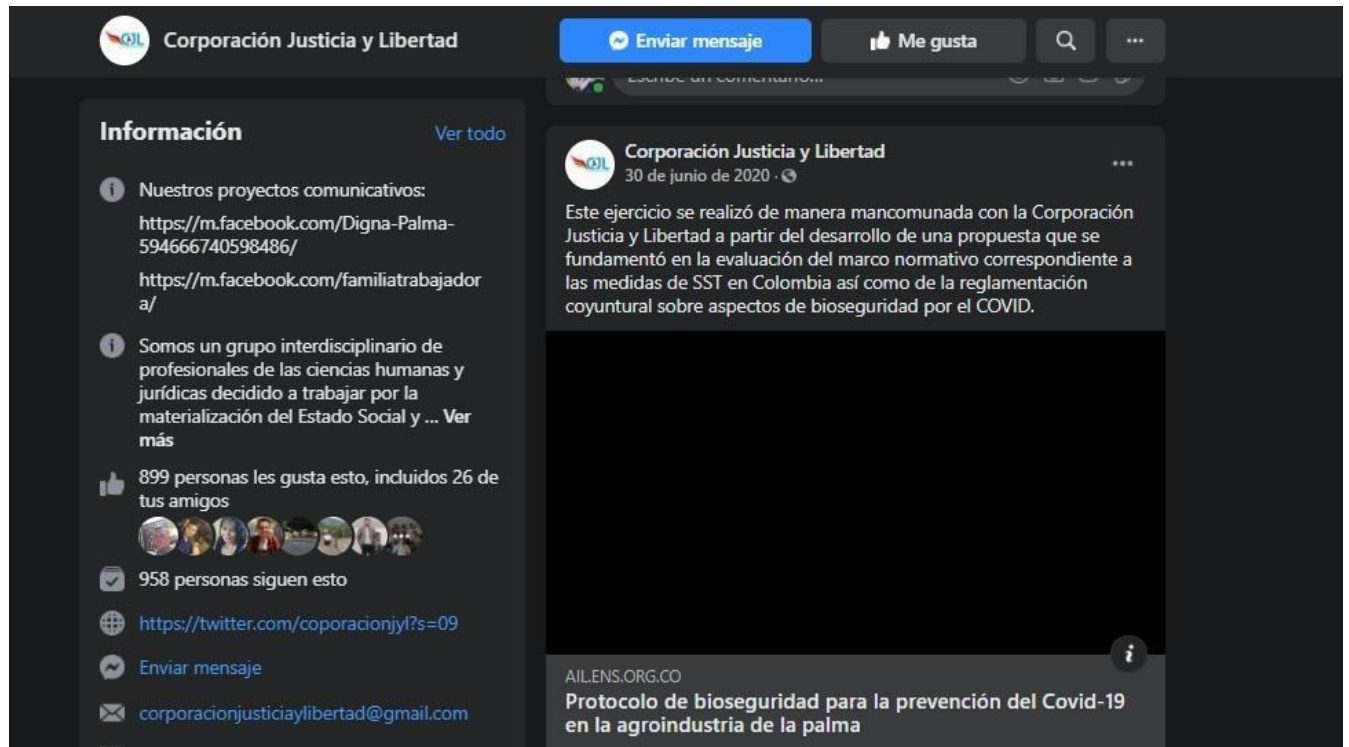 Corporación Justicia y Libertad
Enviar mensaje
Me gusta
Escribe un comentario...
Información
Ver todo
Nuestros proyectos comunicativos:
https://m.facebook.com/Digna-Palma-
594666740598486/
https://m.facebook.com/familiatrabajador
a/
Somos un grupo interdisciplinario de
profesionales de las ciencias humanas y
jurídicas decidido a trabajar por la
materialización del Estado Social y ... Ver
más
899 personas les gusta esto, incluidos 26 de
tus amigos
958 personas siguen esto
https://twitter.com/coporacionjyl?s=09
Enviar mensaje
corporacionjusticiaylibertad@gmail.com
Corporación Justicia y Libertad
30 de junio de 2020
Este ejercicio se realizó de manera mancomunada con la Corporación
Justicia y Libertad a partir del desarrollo de una propuesta que se
fundamentó en la evaluación del marco normativo correspondiente a
las medidas de SST en Colombia así como de la reglamentación
coyuntural sobre aspectos de bioseguridad por el COVID.
AIL.ENS.ORG.CO
Protocolo de bioseguridad para la prevención del Covid-19
en la agroindustria de la palma